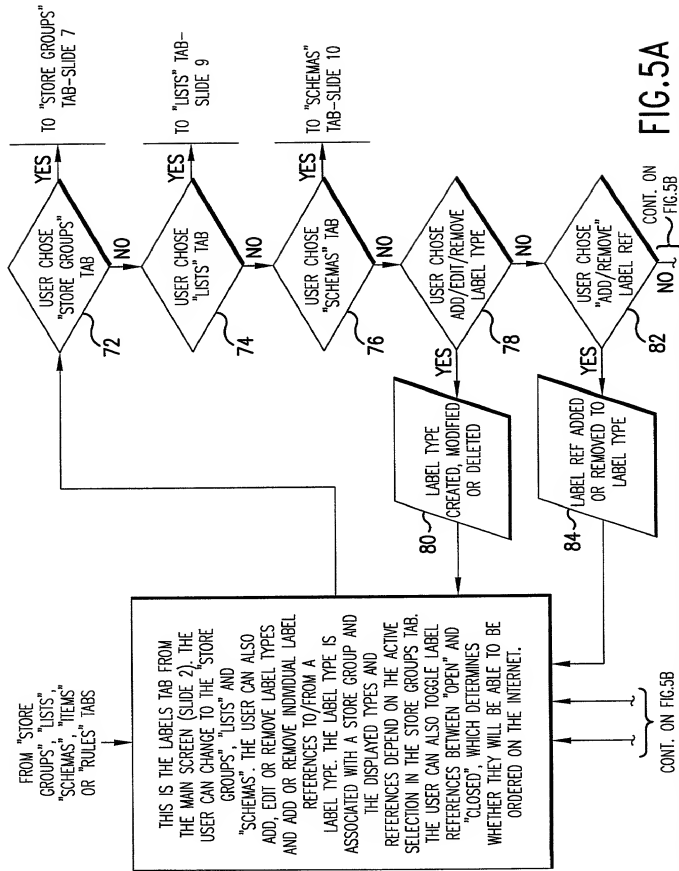 FROM "STORE
GROUPS", "LISTS",
"SCHEMAS", "ITEMS"
OR "RULES" TABS
THIS IS THE LABELS TAB FROM
THE MAIN SCREEN (SLIDE 2). THE
USER CAN CHANGE TO THE "STORE
GROUPS", "LISTS" AND
"SCHEMAS". THE USER CAN ALSO
ADD, EDIT OR REMOVE LABEL TYPES
AND ADD OR REMOVE INDIVIDUAL LABEL
REFERENCES TO/FROM A
LABEL TYPE. THE LABEL TYPE IS
ASSOCIATED WITH A STORE GROUP AND
THE DISPLAYED TYPES AND
REFERENCES DEPEND ON THE ACTIVE
SELECTION IN THE STORE GROUPS TAB.
THE USER CAN ALSO TOGGLE LABEL
REFERENCES BETWEEN "OPEN" AND
"CLOSED", WHICH DETERMINES
WHETHER THEY WILL BE ABLE TO BE
ORDERED ON THE INTERNET.
CONT. ON FIG.5B
USER CHOSE
"STORE GROUPS"
TAB
72
YES
TO "STORE GROUPS"
TAB-SLIDE 7
NO
USER CHOSE
"LISTS" TAB
74
YES
TO "LISTS" TAB-
SLIDE 9
NO
USER CHOSE
"SCHEMAS" TAB
76
YES
TO "SCHEMAS"
TAB-SLIDE 10
NO
USER CHOSE
ADD/EDIT/REMOVE
LABEL TYPE
78
YES
LABEL TYPE
CREATED, MODIFIED
OR DELETED
80
NO
USER CHOSE
"ADD/REMOVE"
LABEL REF
82
YES
LABEL REF ADDED
OR REMOVED TO
LABEL TYPE
84
NO
CONT. ON
FIG.5B
FIG.5A